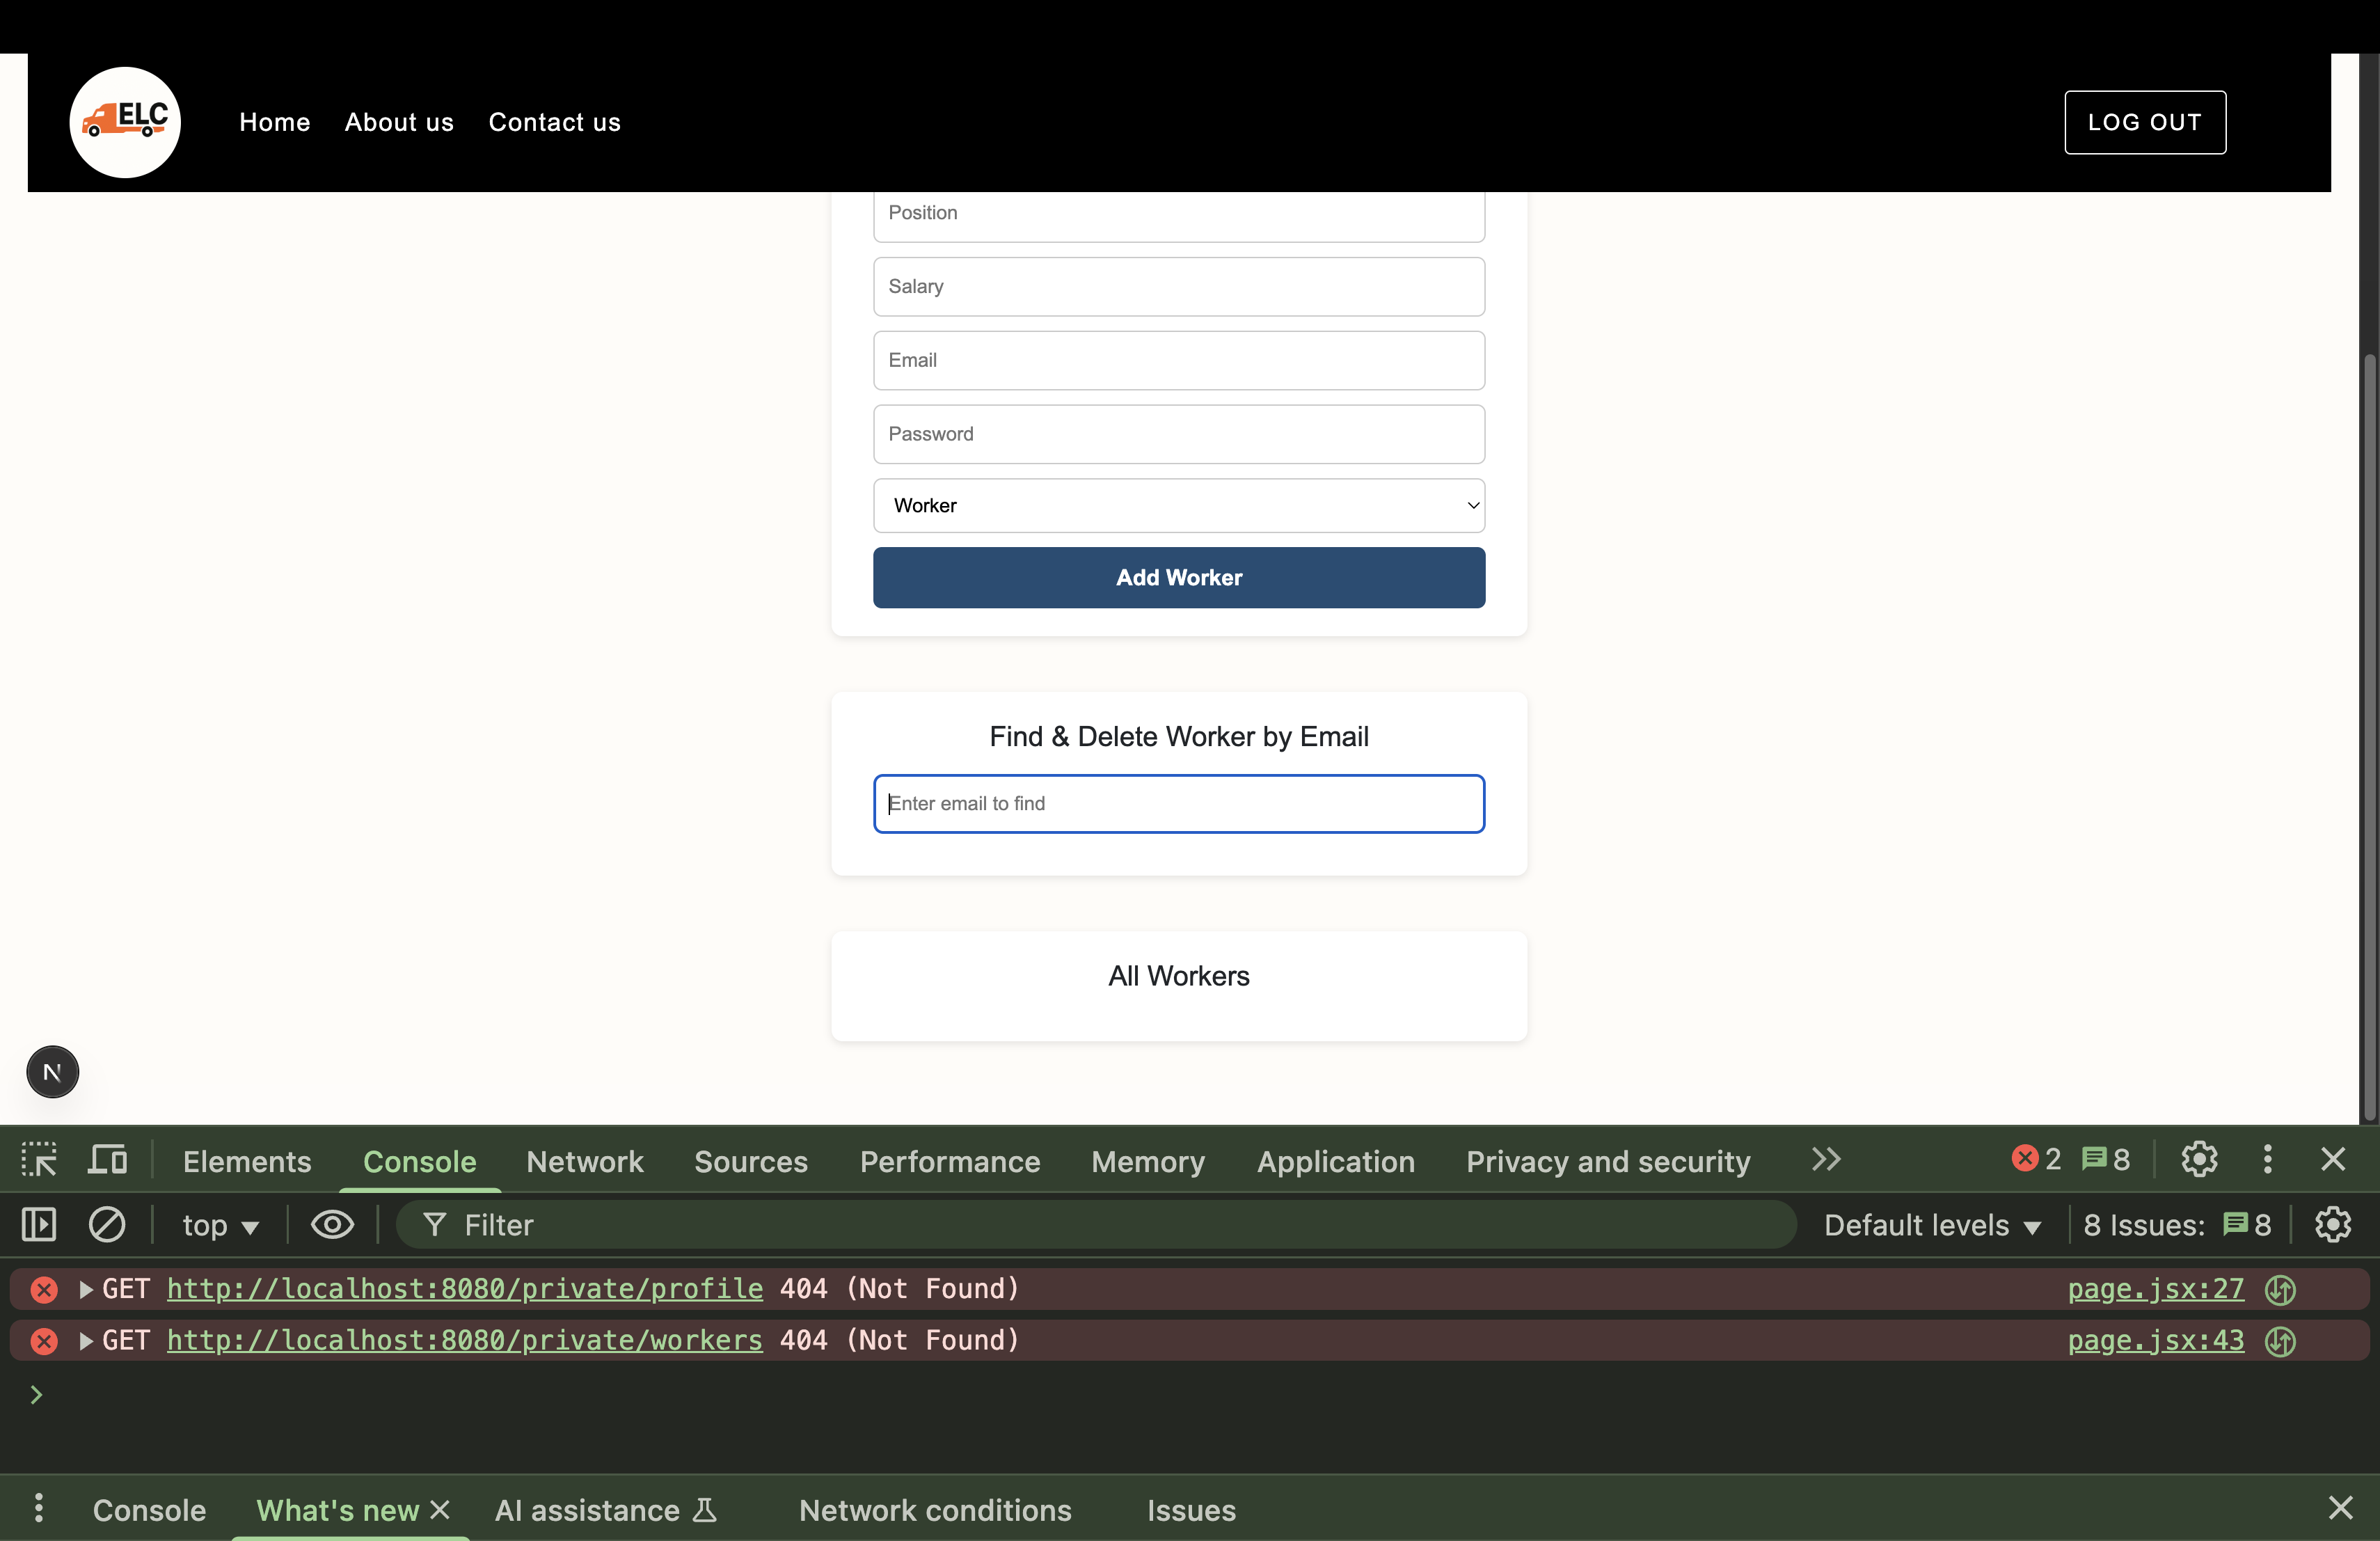 ELC
Home About us Contact us
LOG OUT
Position
Salary
Email
Password
Worker
Add Worker
Find & Delete Worker by Email
Enter email to find
All Workers
N
Elements Console Network Sources Performance Memory Application Privacy and security 2 8
top Filter Default levels 8 Issues: 8
GET http://localhost:8080/private/profile 404 (Not Found) page.jsx:27
GET http://localhost:8080/private/workers 404 (Not Found) page.jsx:43
Console What's new AI assistance Network conditions Issues